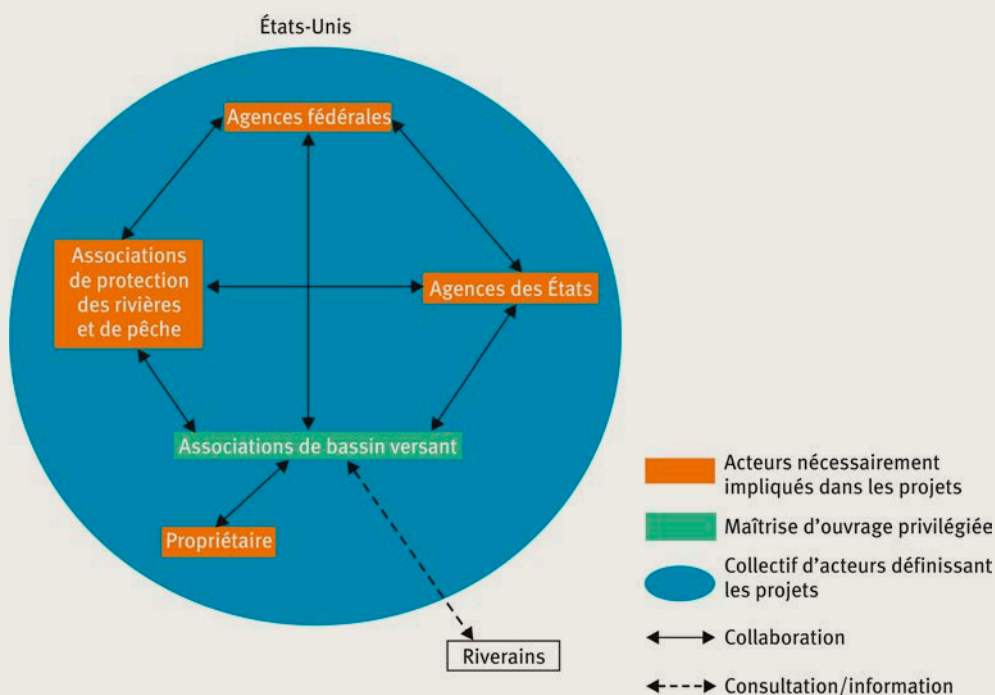 États-Unis
Agences fédérales
Associations
de protection
des rivières
et de pêche
Agences des États
Associations de bassin versant
Propriétaire
Riverains
Acteurs nécessairement
impliqués dans les projets
Maîtrise d'ouvrage privilégiée
Collectif d'acteurs définissant
les projets
Collaboration
Consultation/information